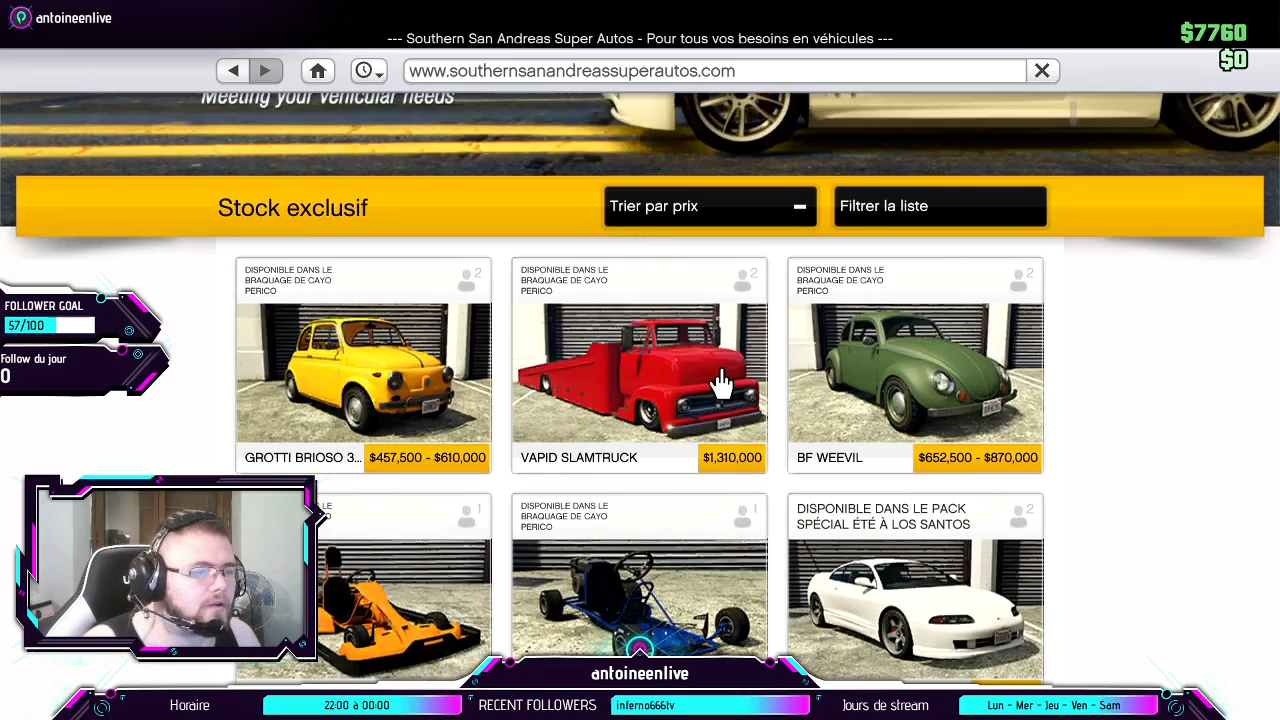 antoineenlive
--- Southern San Andreas Super Autos - Pour tous vos besoins en véhicules ---
$7760
$0
www.southernsanandreassuperautos.com
Meeting your vehicular needs
Stock exclusif
Trier par prix
Filtrer la liste
DISPONIBLE DANS LE
BRAQUAGE DE CAYO
PERICO
2
GROTTI BRIOSO 3... $457,500 - $610,000
DISPONIBLE DANS LE
BRAQUAGE DE CAYO
PERICO
2
VAPID SLAMTRUCK $1,310,000
DISPONIBLE DANS LE
BRAQUAGE DE CAYO
PERICO
2
BF WEEVIL $652,500 - $870,000
FOLLOWER GOAL
57/100
Follow du jour
0
LE
1
DISPONIBLE DANS LE
BRAQUAGE DE CAYO
PERICO
1
DISPONIBLE DANS LE PACK
SPÉCIAL ÉTÉ À LOS SANTOS
2
antoineenlive
Horaire
22:00 à 00:00
RECENT FOLLOWERS
inferno666tv
Jours de stream
Lun - Mer - Jeu - Ven - Sam